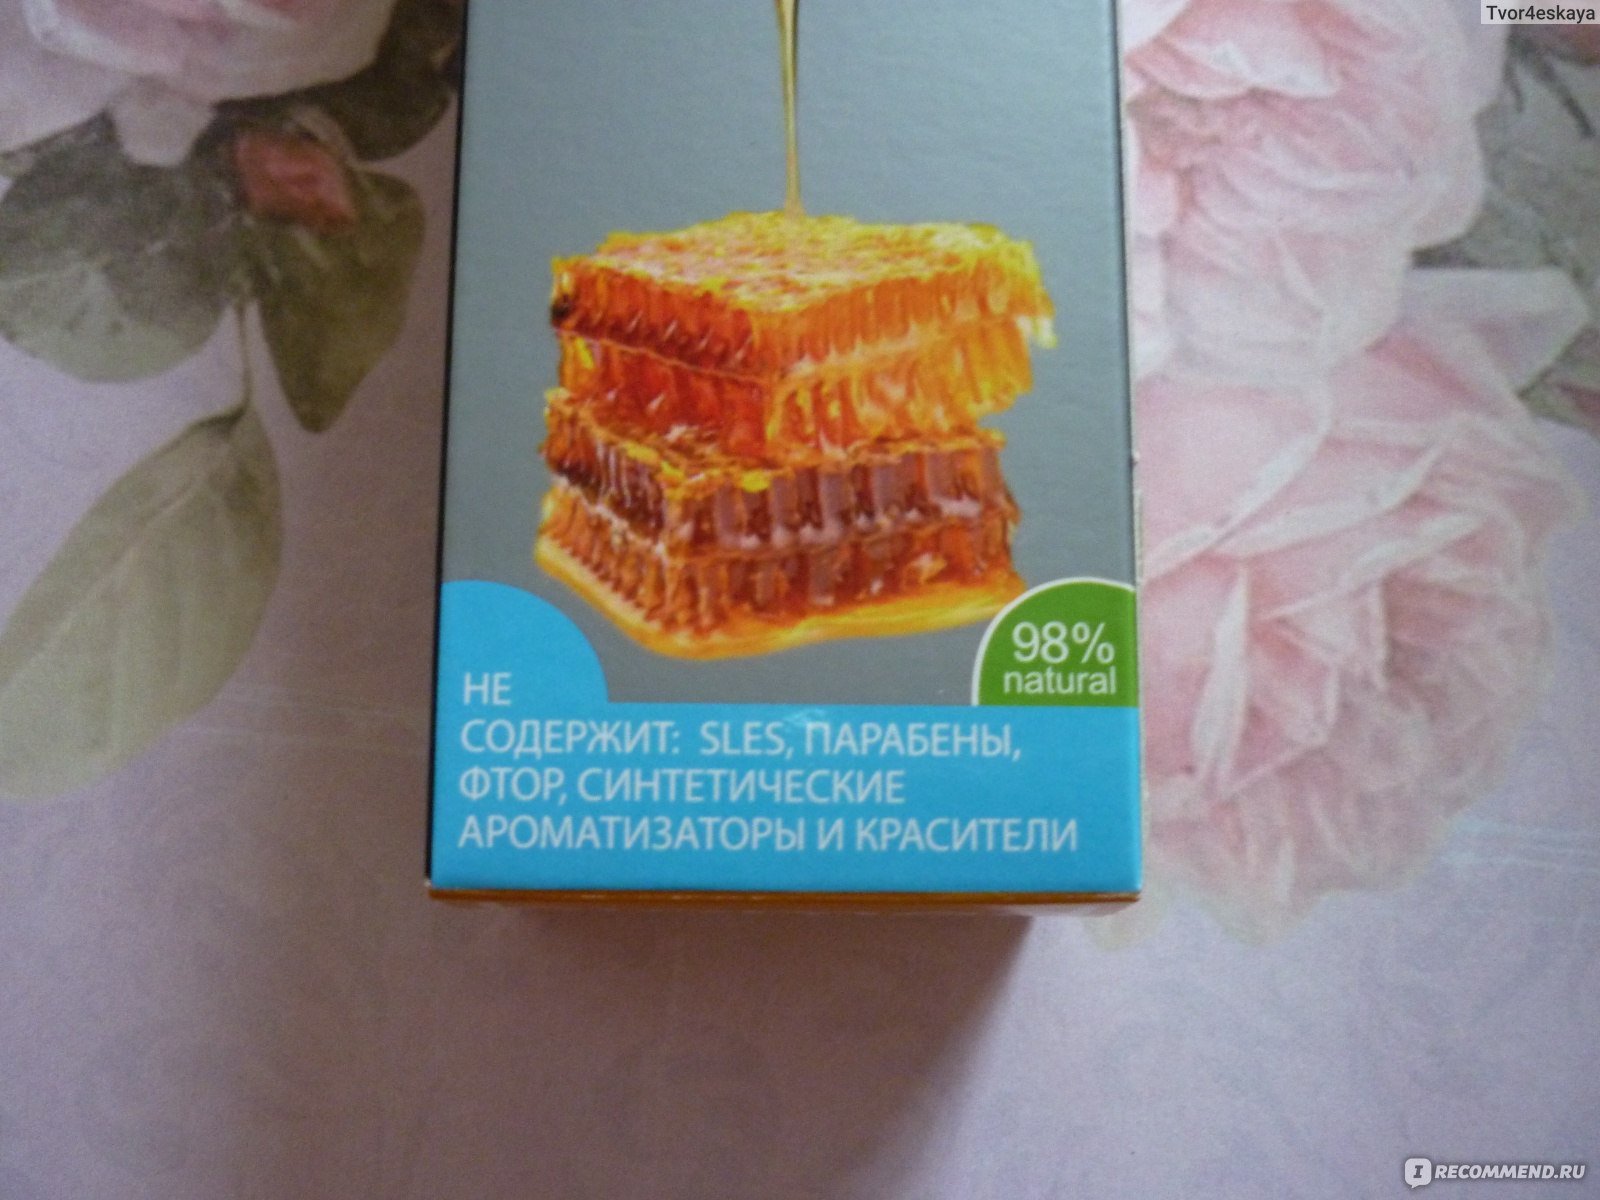 Tvor4eskaya
98%
natural
НЕ
СОДЕРЖИТ: SLES, ПАРАБЕНЫ,
ФТОР, СИНТЕТИЧЕСКИЕ
АРОМАТИЗАТОРЫ И КРАСИТЕЛИ
IRECOMMEND.RU